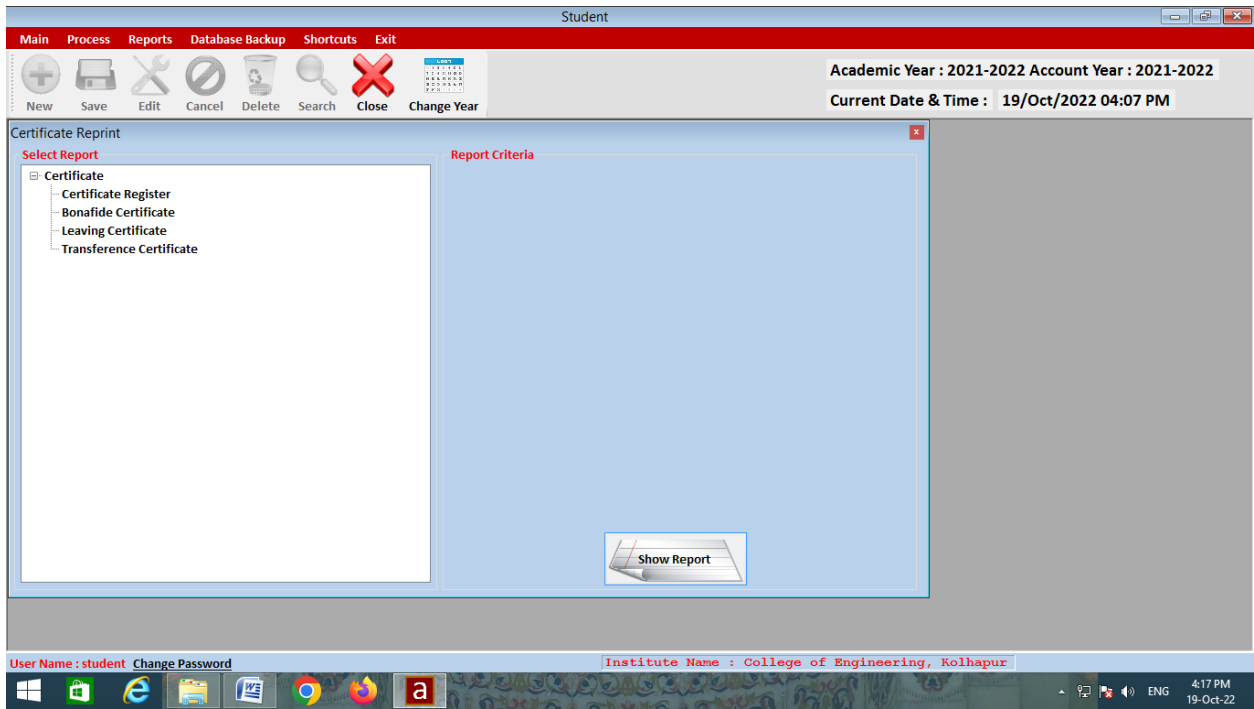 Student
Main Process Reports Database Backup Shortcuts Exit
New Save Edit Cancel Delete Search Close Change Year
Academic Year : 2021-2022 Account Year : 2021-2022
Current Date & Time : 19/Oct/2022 04:07 PM
Certificate Reprint
Select Report
Certificate
Certificate Register
Bonafide Certificate
Leaving Certificate
Transference Certificate
Report Criteria
Show Report
User Name : student Change Password
Institute Name : College of Engineering, Kolhapur
a
ENG
4:17 PM
19-Oct-22